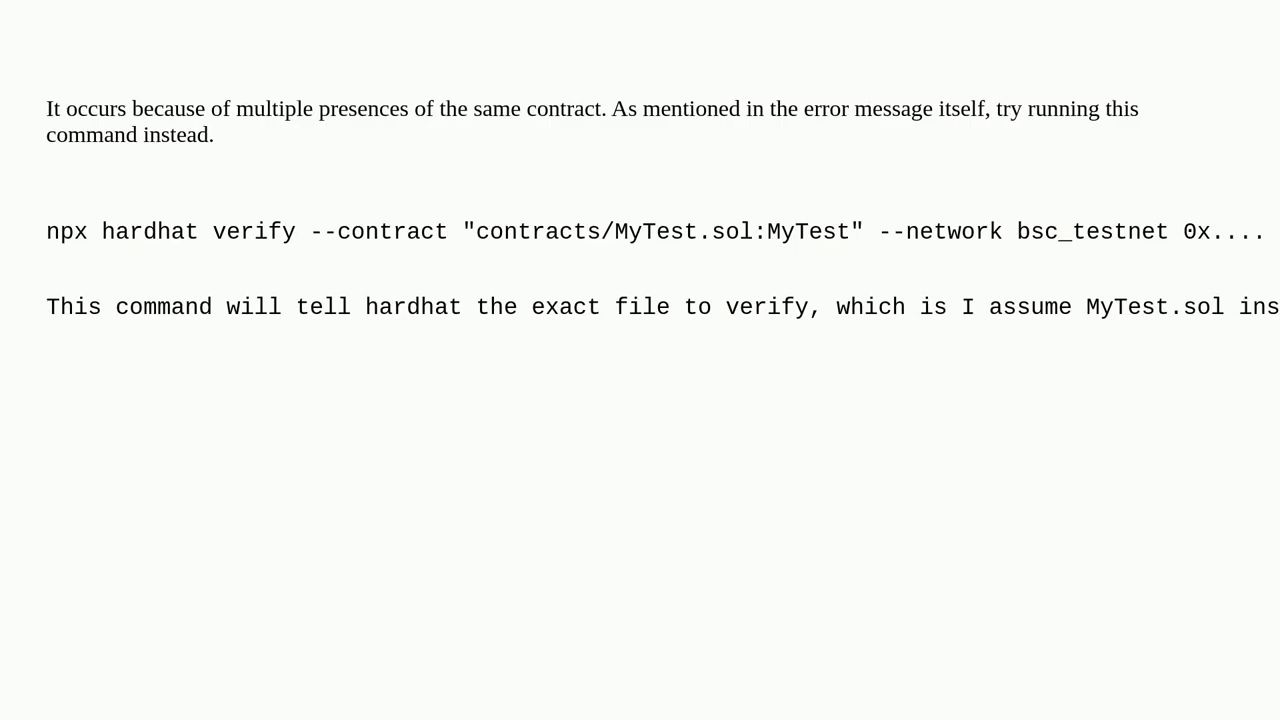 It occurs because of multiple presences of the same contract. As mentioned in the error message itself, try running this
command instead.
npx hardhat verify --contract "contracts/MyTest.sol:MyTest" --network bsc_testnet 0x....
This command will tell hardhat the exact file to verify, which is I assume MyTest.sol ins